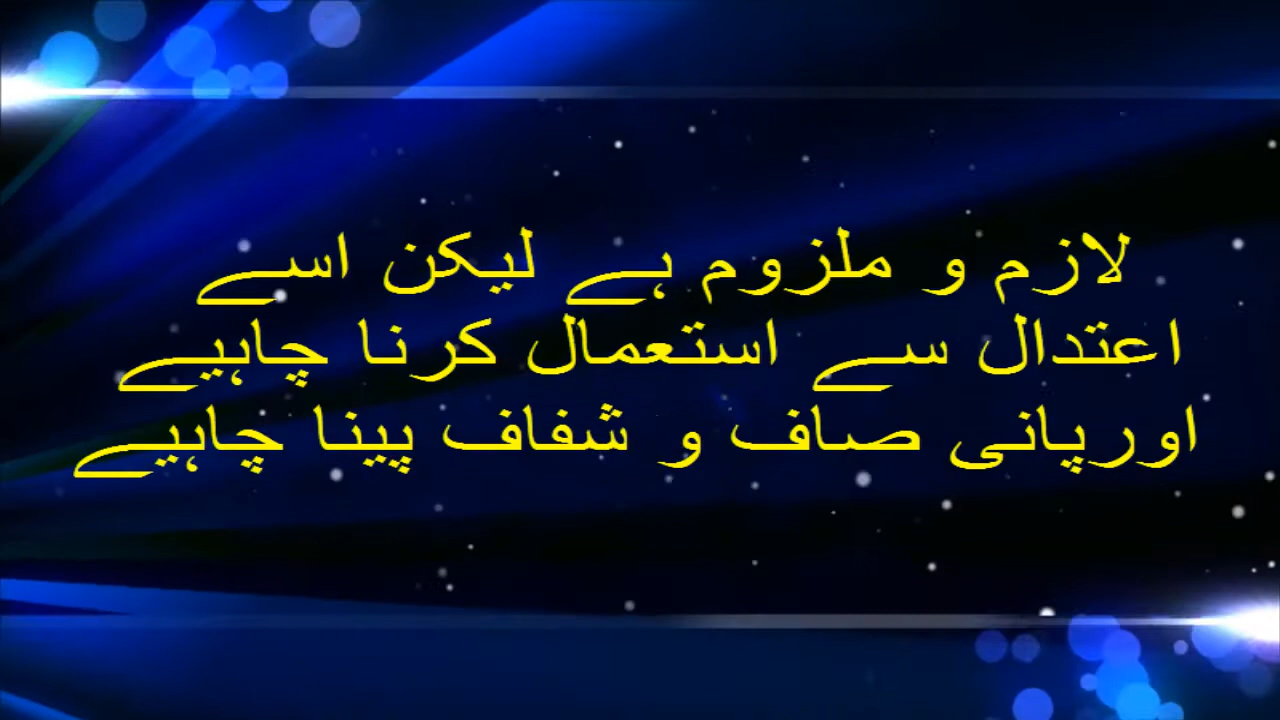 لازم و ملزوم ہے لیکن اسے
اعتدال سے استعمال کرنا چاہیے
اورپانی صاف و شفاف پینا چاہیے